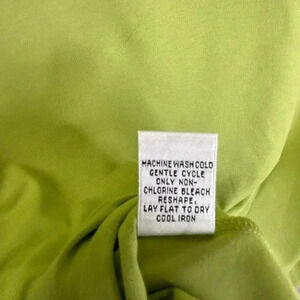 MACHINE WASH COLD
GENTLE CYCLE
ONLY NON-
CHLORINE BLEACH
RESHAPE,
LAY FLAT TO DRY
COOL IRON